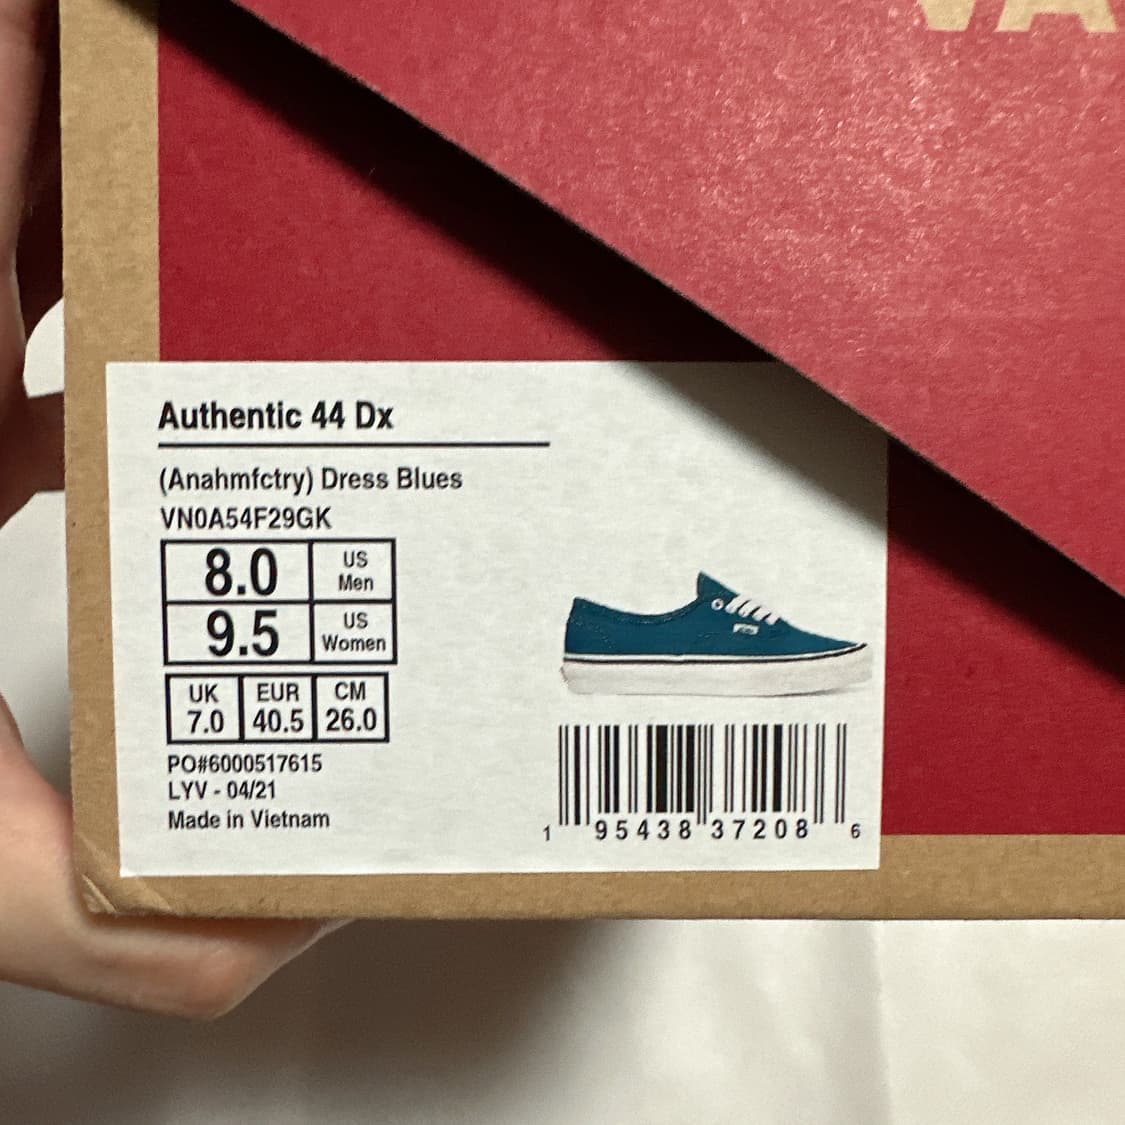 VA
Authentic 44 Dx
(Anahmfctry) Dress Blues
VN0A54F29GK
8.0 US Men
9.5 US Women
UK EUR CM
7.0 40.5 26.0
PO#6000517615
LYV - 04/21
Made in Vietnam
1 95438 37208 6